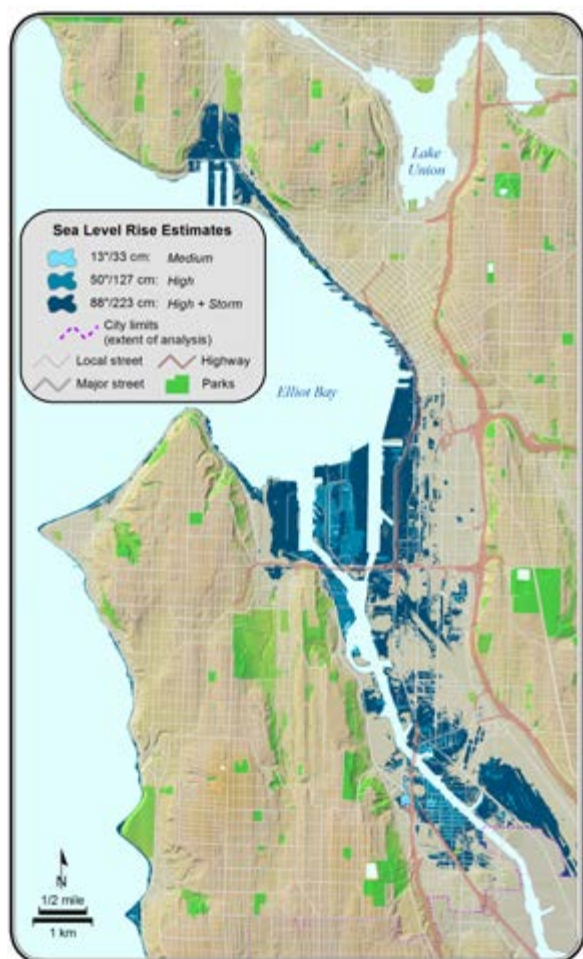 Lake
Union
Sea Level Rise Estimates
13"/33 cm: Medium
50"/127 cm: High
88"/223 cm: High + Storm
City limits
(extent of analysis)
Local street
Highway
Major street
Parks
Elliot Bay
N
1/2 mile
1 km